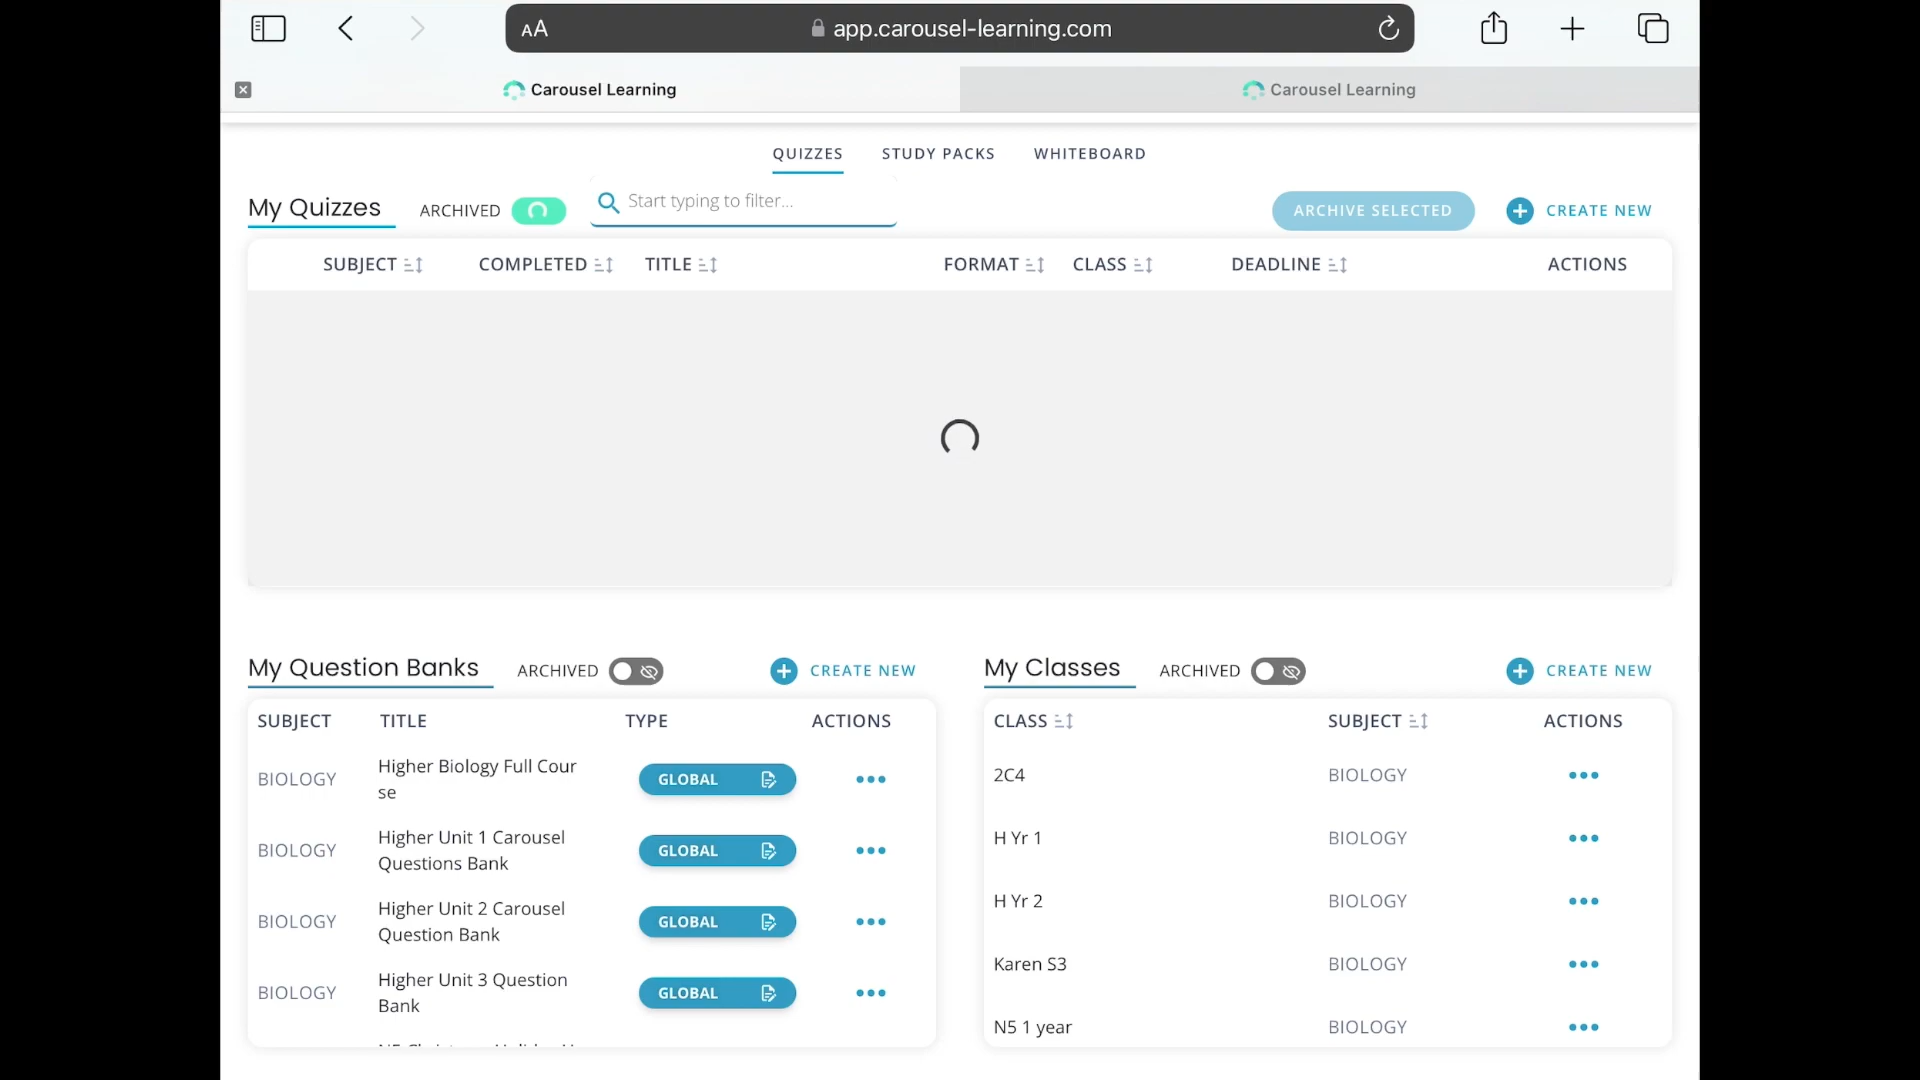 AA app.carousel-learning.com
Carousel Learning Carousel Learning
QUIZZES STUDY PACKS WHITEBOARD
My Quizzes ARCHIVED Start typing to filter... ARCHIVE SELECTED CREATE NEW
SUBJECT COMPLETED TITLE FORMAT CLASS DEADLINE ACTIONS
My Question Banks ARCHIVED CREATE NEW
SUBJECT TITLE TYPE ACTIONS
BIOLOGY Higher Biology Full Cour
se GLOBAL
BIOLOGY Higher Unit 1 Carousel
Questions Bank GLOBAL
BIOLOGY Higher Unit 2 Carousel
Question Bank GLOBAL
BIOLOGY Higher Unit 3 Question
Bank GLOBAL
My Classes ARCHIVED CREATE NEW
CLASS SUBJECT ACTIONS
2C4 BIOLOGY
H Yr 1 BIOLOGY
H Yr 2 BIOLOGY
Karen S3 BIOLOGY
N5 1 year BIOLOGY